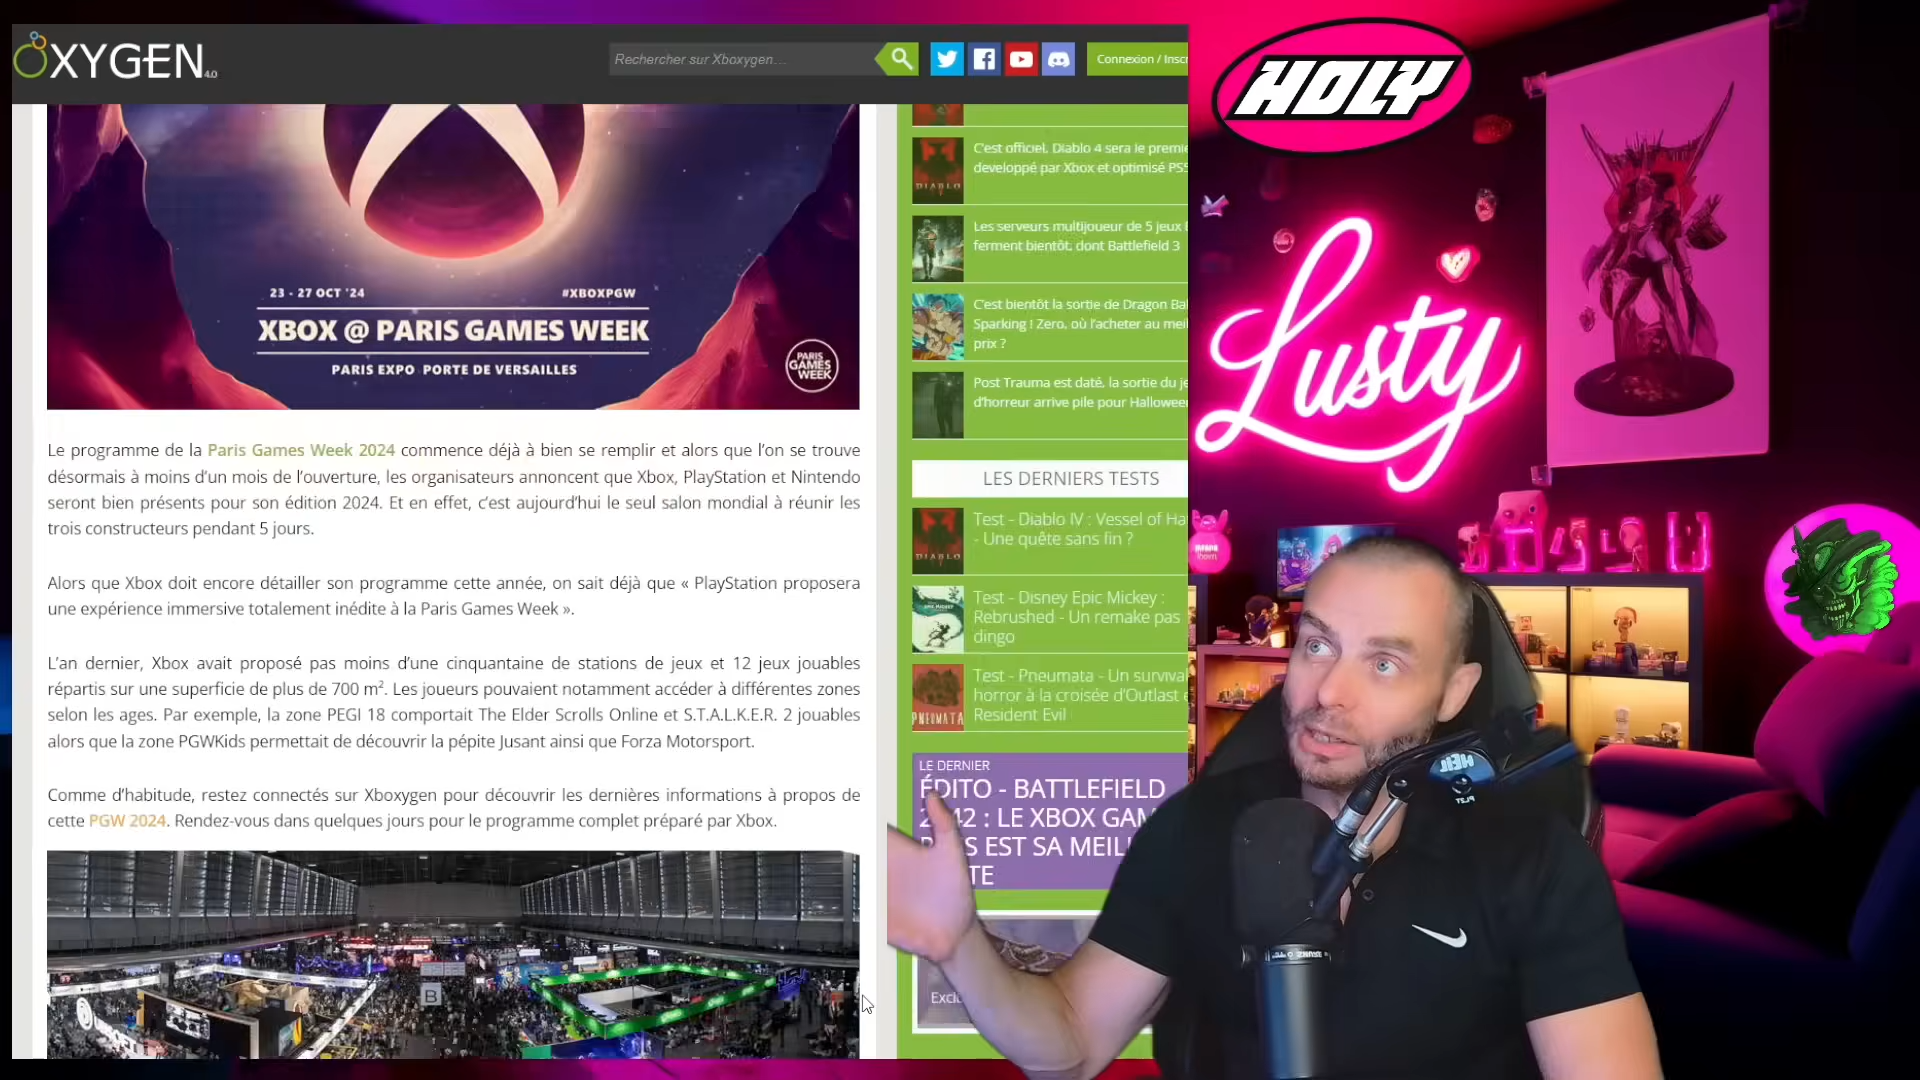 XYGEN 4.0
Rechercher sur Xboxygen...
Connexion / Inscr
23 - 27 OCT '24
#XBOXPGW
XBOX @ PARIS GAMES WEEK
PARIS EXPO PORTE DE VERSAILLES
PARIS
GAMES
WEEK
Le programme de la Paris Games Week 2024 commence déjà à bien se remplir et alors que l'on se trouve
désormais à moins d'un mois de l'ouverture, les organisateurs annoncent que Xbox, PlayStation et Nintendo
seront bien présents pour son édition 2024. Et en effet, c'est aujourd'hui le seul salon mondial à réunir les
trois constructeurs pendant 5 jours.
Alors que Xbox doit encore détailler son programme cette année, on sait déjà que « PlayStation proposera
une expérience immersive totalement inédite à la Paris Games Week ».
L'an dernier, Xbox avait proposé pas moins d'une cinquantaine de stations de jeux et 12 jeux jouables
répartis sur une superficie de plus de 700 m². Les joueurs pouvaient notamment accéder à différentes zones
selon les ages. Par exemple, la zone PEGI 18 comportait The Elder Scrolls Online et S.T.A.L.K.E.R. 2 jouables
alors que la zone PGWKids permettait de découvrir la pépite Jusant ainsi que Forza Motorsport.
Comme d'habitude, restez connectés sur Xboxygen pour découvrir les dernières informations à propos de
cette PGW 2024. Rendez-vous dans quelques jours pour le programme complet préparé par Xbox.
B
UBISOFT
C'est officiel, Diablo 4 sera le premie
developpé par Xbox et optimisé PS5
DIABLO
Les serveurs multijoueur de 5 jeux
ferment bientôt, dont Battlefield 3
C'est bientôt la sortie de Dragon Ba
Sparking ! Zero, où l'acheter au meil
prix ?
Post Trauma est daté, la sortie du je
d'horreur arrive pile pour Halloween
LES DERNIERS TESTS
Test - Diablo IV : Vessel of Ha
- Une quête sans fin ?
DIABLO
Test - Disney Epic Mickey :
Rebrushed - Un remake pas
dingo
Test - Pneumata - Un survival
horror à la croisée d'Outlast e
Resident Evil
PNEUMATA
LE DERNIER
ÉDITO - BATTLEFIELD
2 42 : LE XBOX GAM
S EST SA MEILL
TE
Exclu
HOLY
Lusty